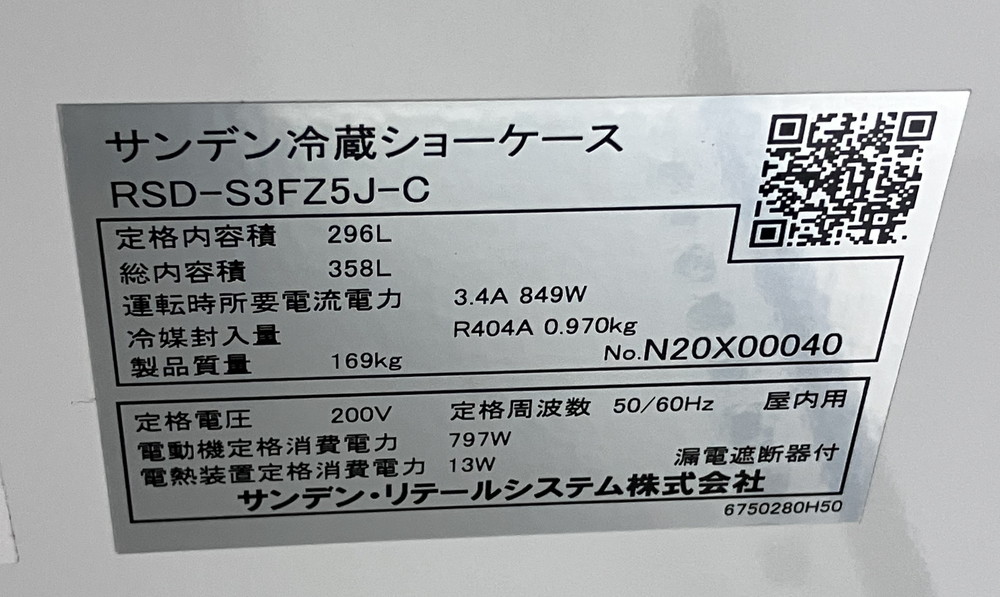 サンデン冷蔵ショーケース
RSD-S3FZ5J-C
定格内容積 296L
総内容積 358L
運転時所要電流電力 3.4A 849W
冷媒封入量 R404A 0.970kg
製品質量 169kg No.N20X00040
定格電圧 200V 定格周波数 50/60Hz 屋内用
電動機定格消費電力 797W
電熱装置定格消費電力 13W 漏電遮断器付
サンデン・リテールシステム株式会社
6750280H50